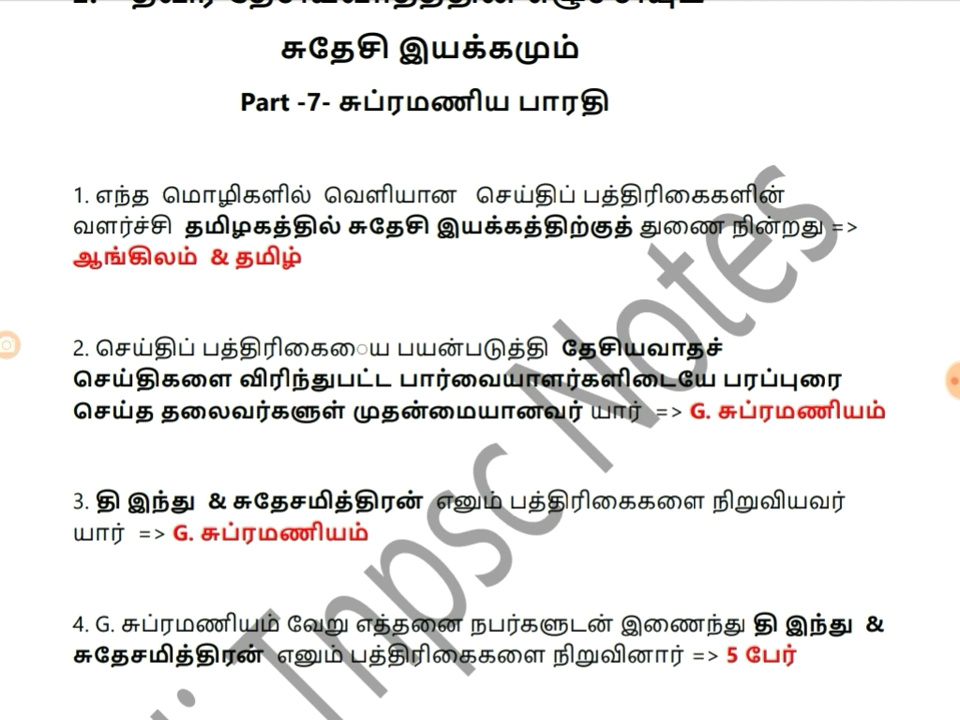 சுதேசி இயக்கமும்
Part -7- சுப்ரமணிய பாரதி
1. எந்த மொழிகளில் வெளியான செய்திப் பத்திரிகைகளின்
வளர்ச்சி தமிழகத்தில் சுதேசி இயக்கத்திற்குத் துணை நின்றது =>
ஆங்கிலம் & தமிழ்
2. செய்திப் பத்திரிகைைய பயன்படுத்தி தேசியவாதச்
செய்திகளை விரிந்துபட்ட பார்வையாளர்களிடையே பரப்புரை
செய்த தலைவர்களுள் முதன்மையானவர் யார் => G. சுப்ரமணியம்
3. தி இந்து & சுதேசமித்திரன் எனும் பத்திரிகைகளை நிறுவியவர்
யார் => G. சுப்ரமணியம்
4. G. சுப்ரமணியம் வேறு எத்தனை நபர்களுடன் இணைந்து தி இந்து &
சுதேசமித்திரன் எனும் பத்திரிகைகளை நிறுவினார் => 5 பேர்
Tnpsc Notes